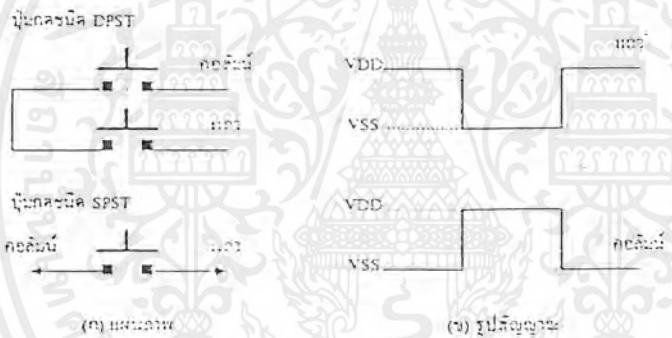 ปุ่มกดชนิด DPST
คอลัมน์
แถว
ปุ่มกดชนิด SPST
คอลัมน์
แถว
(ก) แผนภาพ
แถว
VDD
VSS
VDD
คอลัมน์
VSS
(ข) รูปสัญญาณ